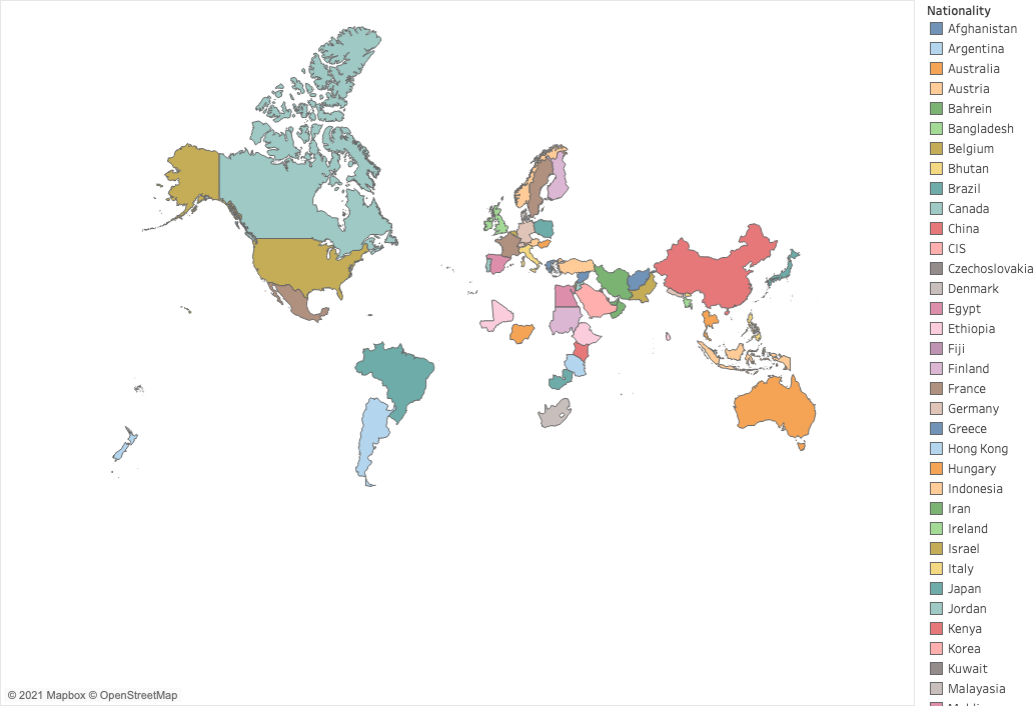 Nationality
Afghanistan
Argentina
Australia
Austria
Bahrein
Bangladesh
Belgium
Bhutan
Brazil
Canada
China
CIS
Czechoslovakia
Denmark
Egypt
Ethiopia
Fiji
Finland
France
Germany
Greece
Hong Kong
Hungary
Indonesia
Iran
Ireland
Israel
Italy
Japan
Jordan
Kenya
Korea
Kuwait
Malayasia
© 2021 Mapbox © OpenStreetMap